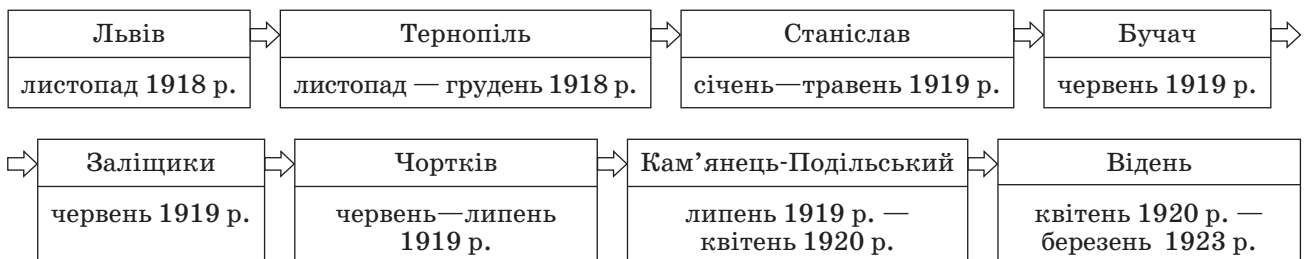 Львів
листопад 1918 р.
Тернопіль
листопад — грудень 1918 р.
Станіслав
січень—травень 1919 р.
Бучач
червень 1919 р.
Заліщики
червень 1919 р.
Чортків
червень—липень
1919 р.
Кам’янець-Подільський
липень 1919 р. —
квітень 1920 р.
Відень
квітень 1920 р. —
березень 1923 р.